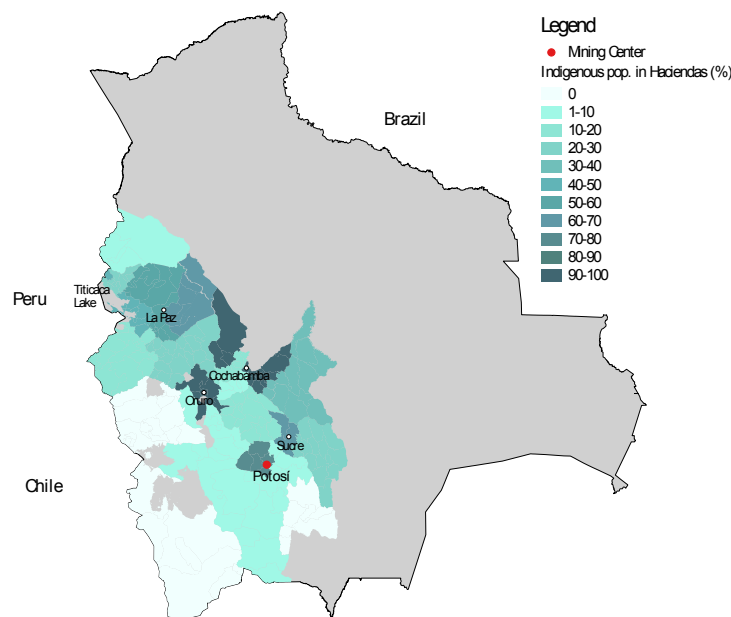 Legend
Mining Center
Indigenous pop. in Haciendas (%)
0
1-10
10-20
20-30
30-40
40-50
50-60
60-70
70-80
80-90
90-100
Brazil
Peru
Titicaca
Lake
La Paz
Cochabamba
Oruro
Sucre
Potosí
Chile